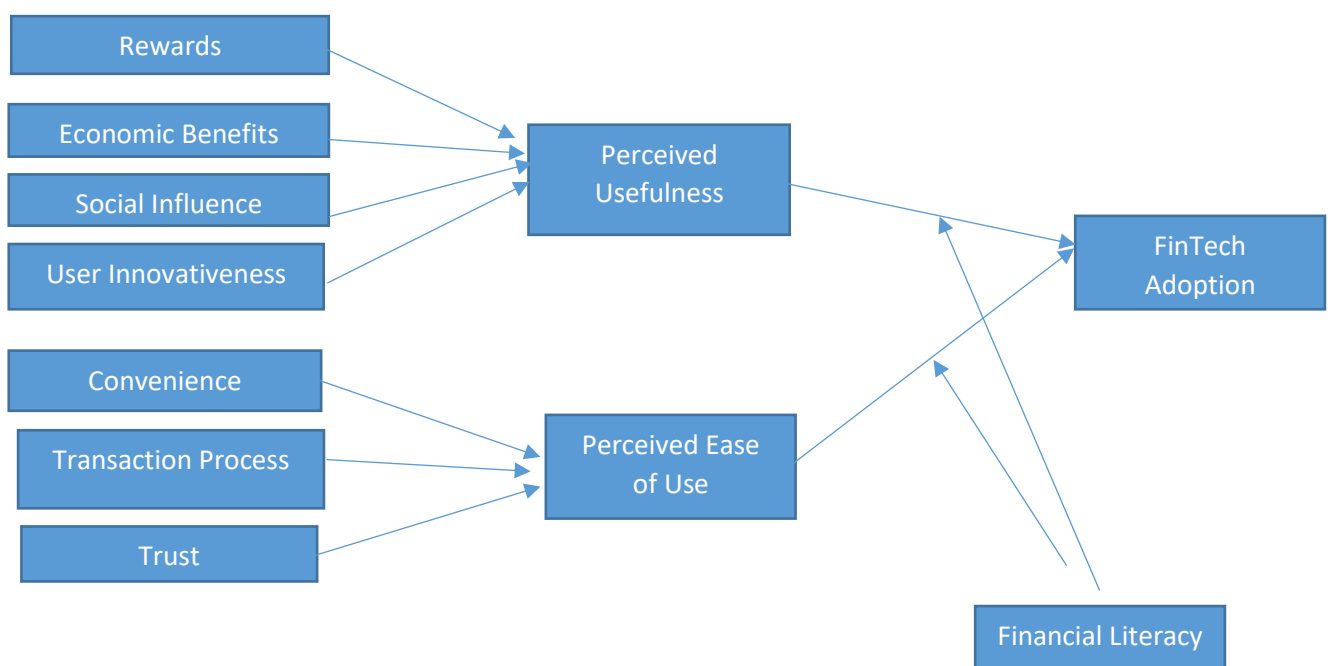 Rewards
Economic Benefits
Social Influence
User Innovativeness
Convenience
Transaction Process
Trust
Perceived
Usefulness
Perceived Ease
of Use
FinTech
Adoption
Financial Literacy